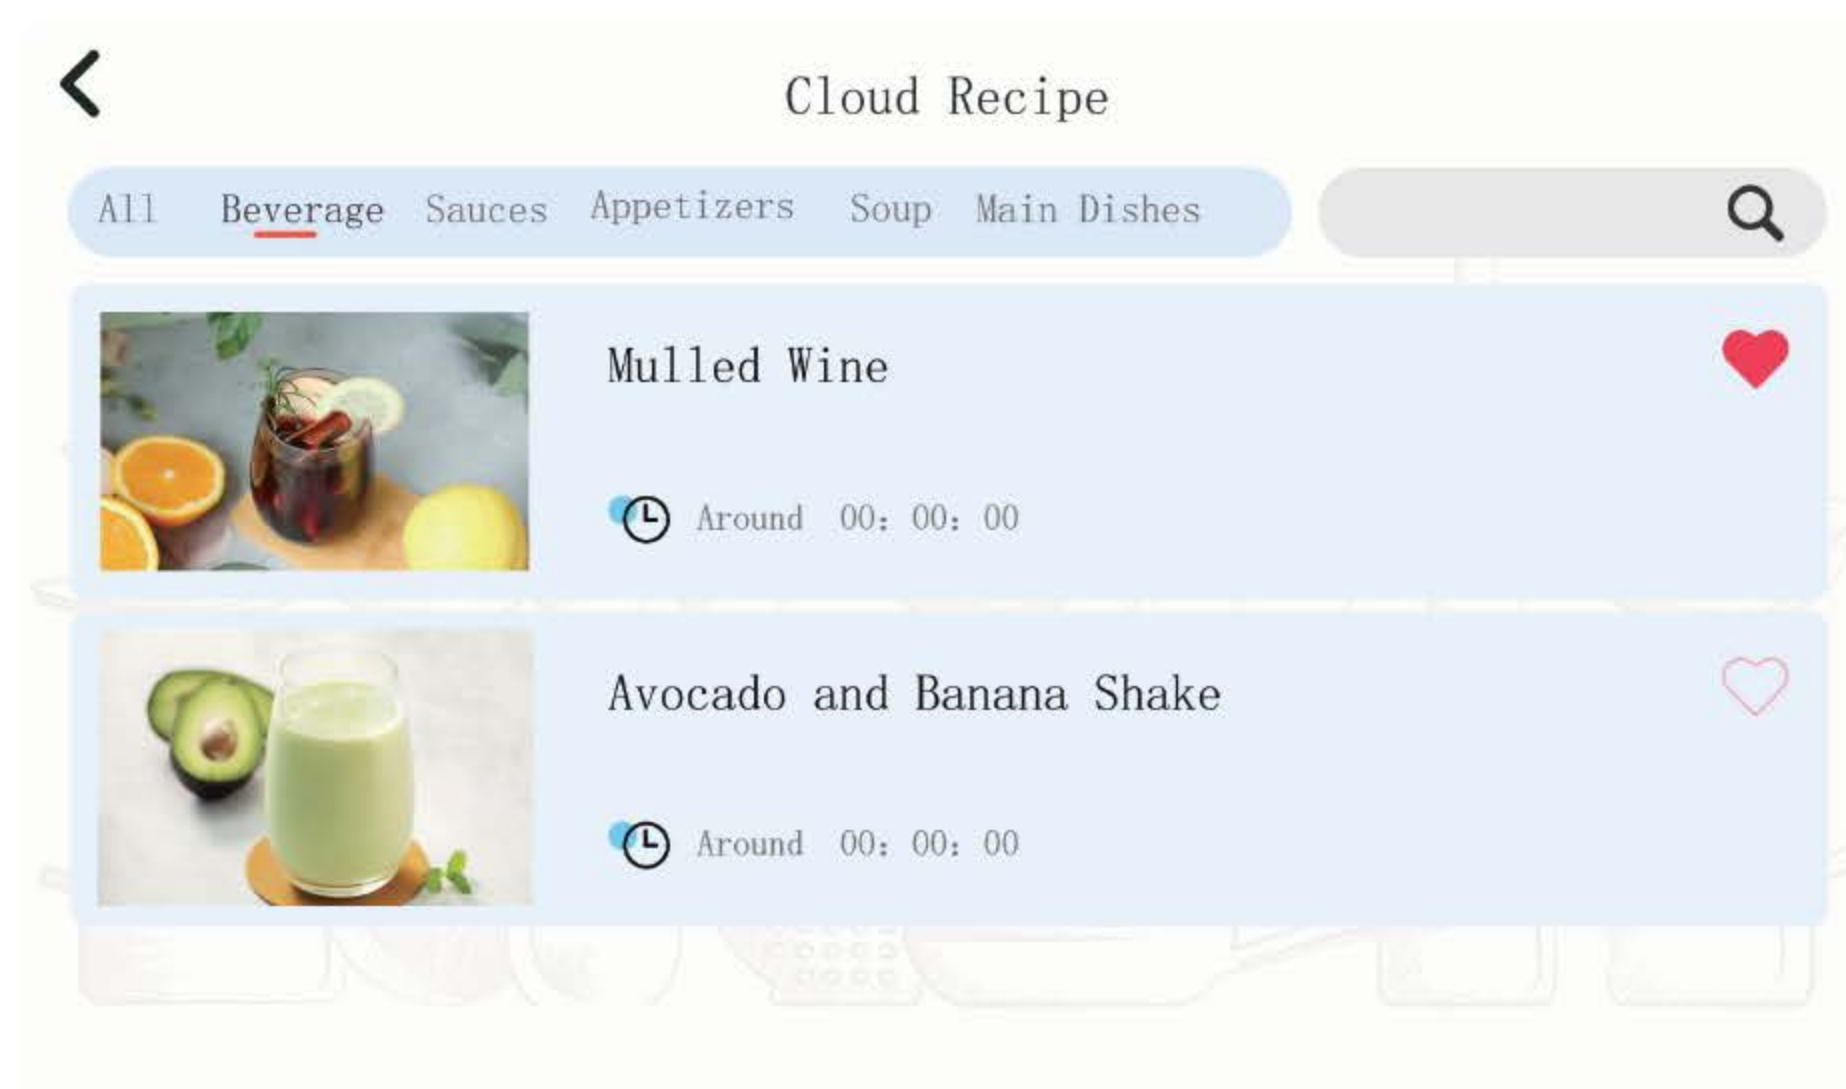 Cloud Recipe
All Beverage Sauces Appetizers Soup Main Dishes
Mulled Wine
Around 00: 00: 00
Avocado and Banana Shake
Around 00: 00: 00